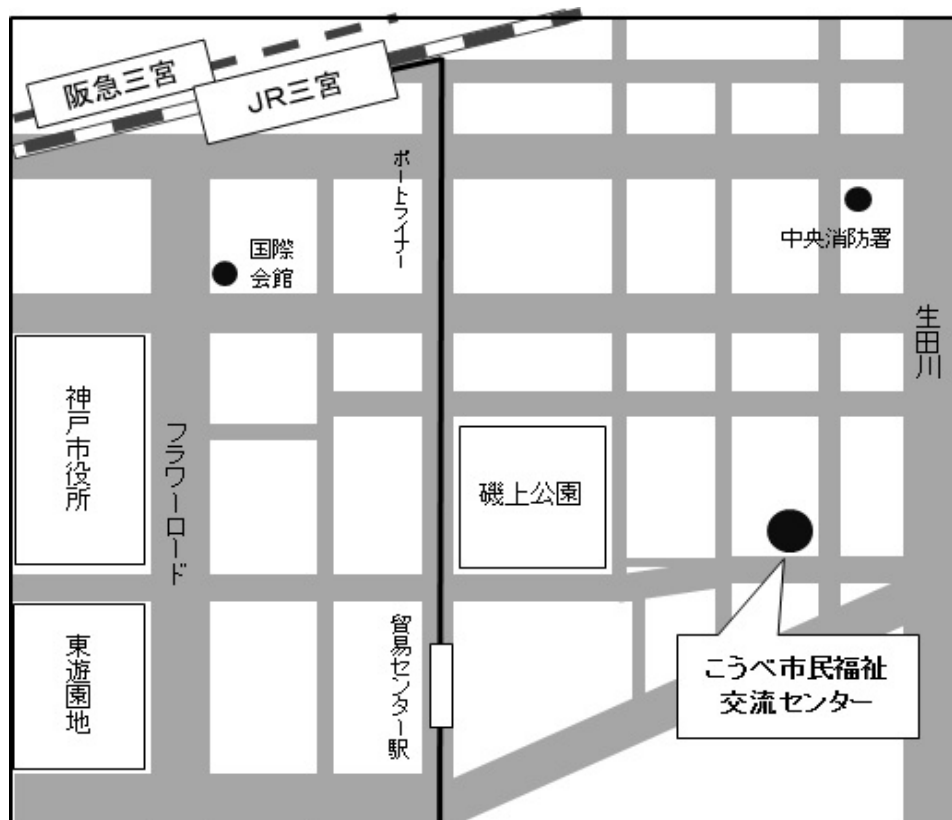 阪急三宮
JR三宮
ポートライナー
国際
会館
中央消防署
生田川
神戸市役所
フラワーロード
磯上公園
東遊園地
貿易センター駅
こうべ市民福祉
交流センター